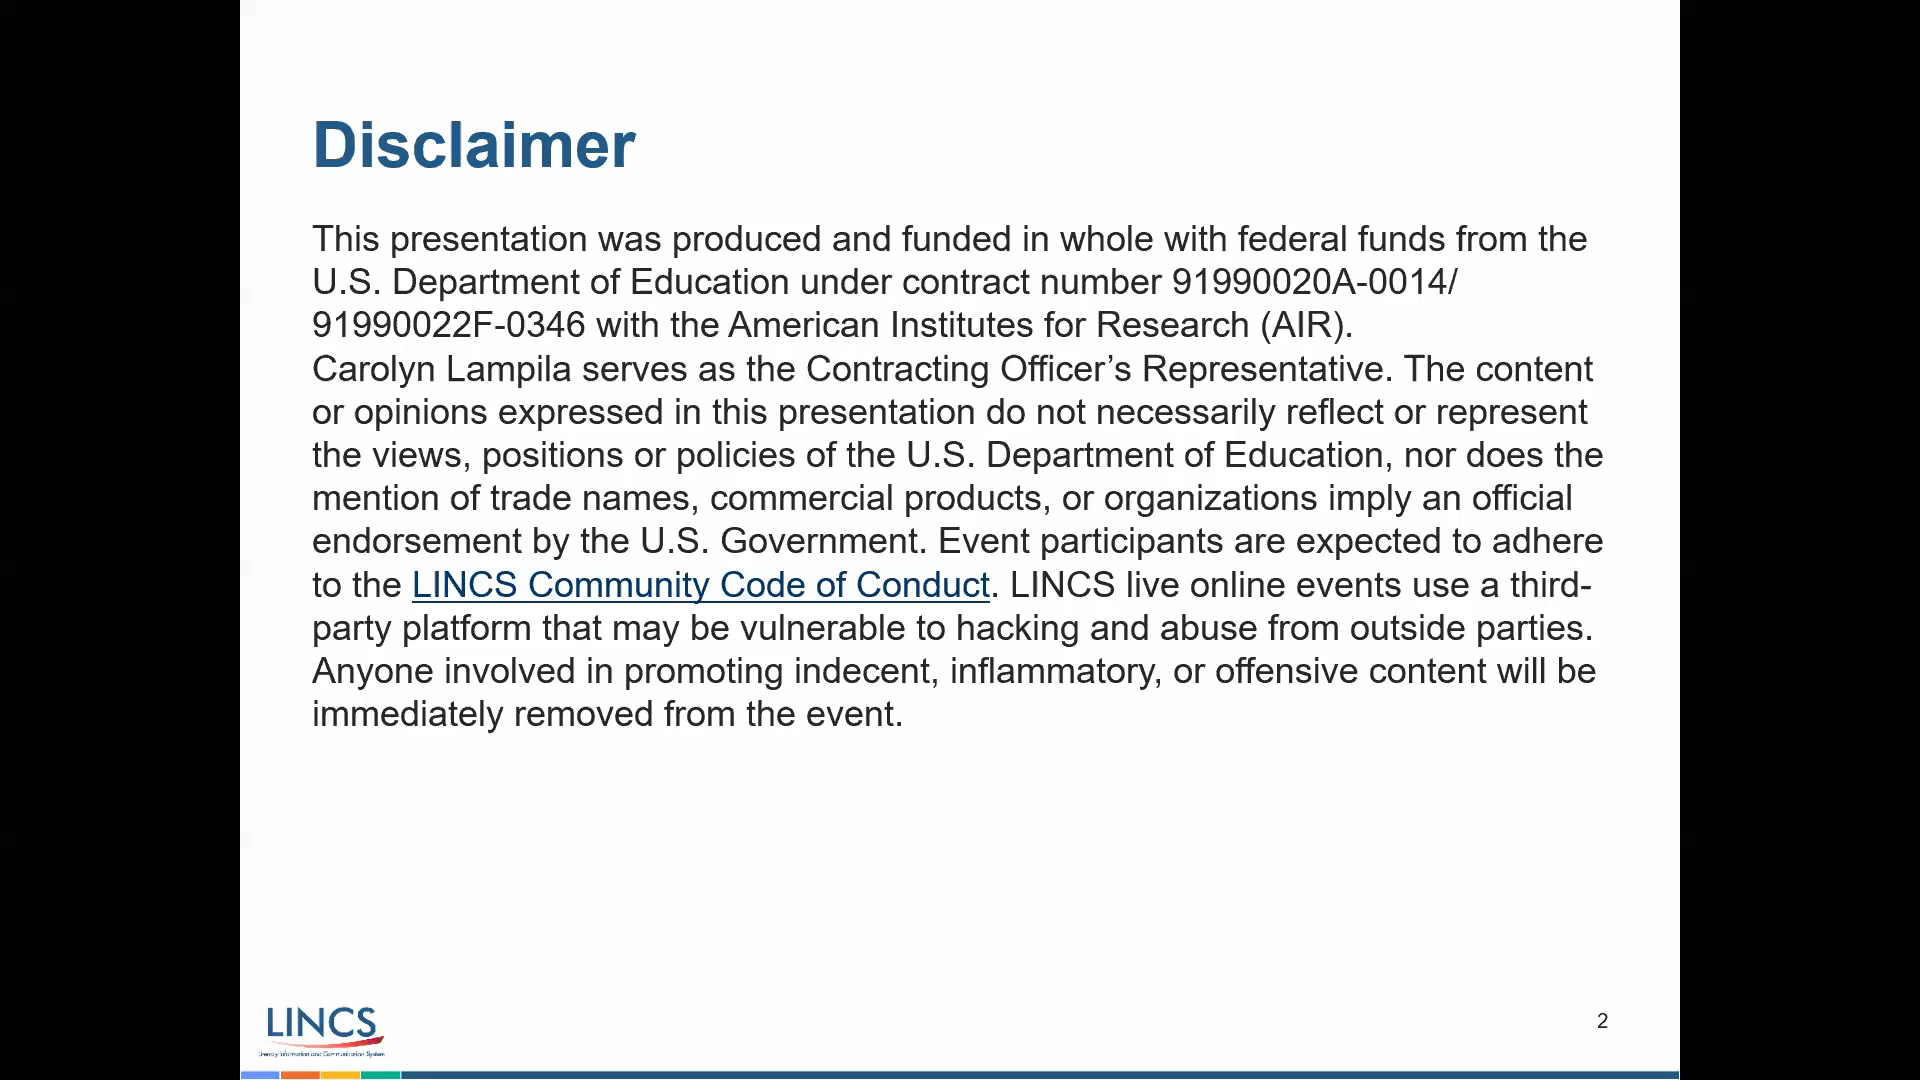 Disclaimer
This presentation was produced and funded in whole with federal funds from the
U.S. Department of Education under contract number 91990020A-0014/
91990022F-0346 with the American Institutes for Research (AIR).
Carolyn Lampila serves as the Contracting Officer’s Representative. The content
or opinions expressed in this presentation do not necessarily reflect or represent
the views, positions or policies of the U.S. Department of Education, nor does the
mention of trade names, commercial products, or organizations imply an official
endorsement by the U.S. Government. Event participants are expected to adhere
to the LINCS Community Code of Conduct. LINCS live online events use a third-
party platform that may be vulnerable to hacking and abuse from outside parties.
Anyone involved in promoting indecent, inflammatory, or offensive content will be
immediately removed from the event.
LINCS
Literacy Information and Communication System
2